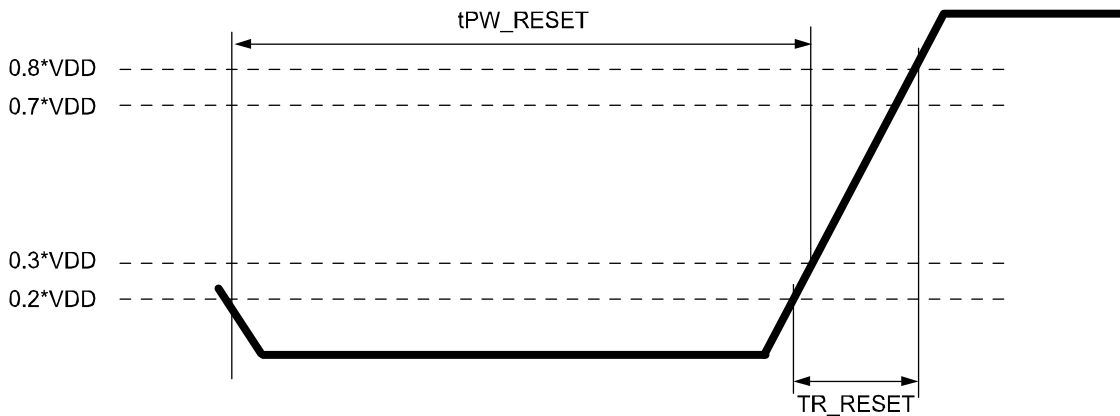 tPW_RESET
0.8*VDD
0.7*VDD
0.3*VDD
0.2*VDD
TR_RESET